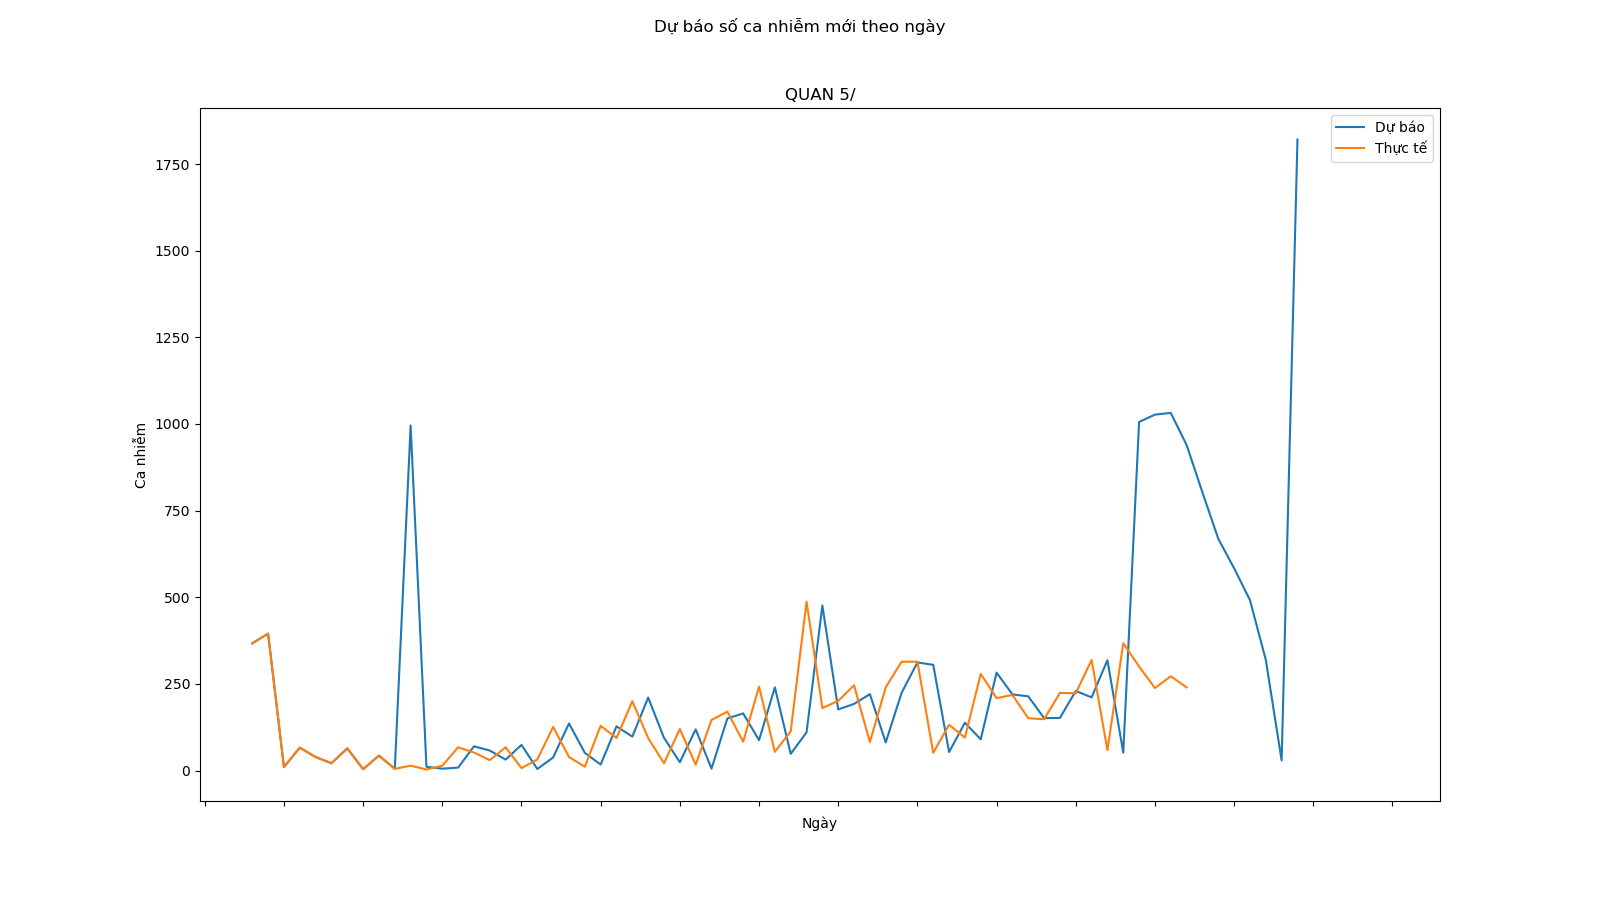 Dự báo số ca nhiễm mới theo ngày
QUAN 5/
Dự báo
Thực tế
1750
1500
1250
1000
750
500
250
0
Ca nhiễm
Ngày